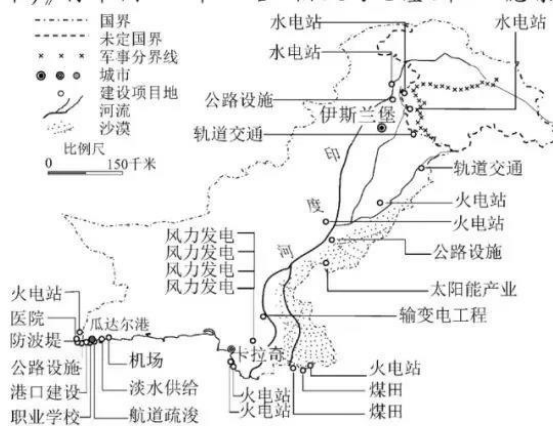 国界
未定国界
军事分界线
城市
建设项目地
河流
沙漠
比例尺
0 150千米
水电站
水电站
水电站
公路设施
伊斯兰堡
轨道交通
轨道交通
印
度
河
火电站
火电站
公路设施
太阳能产业
输变电工程
风力发电
风力发电
风力发电
风力发电
火电站
医院
瓜达尔港
防波堤
公路设施
港口建设
职业学校
机场
淡水供给
航道疏浚
卡拉奇
火电站
火电站
火电站
煤田
煤田